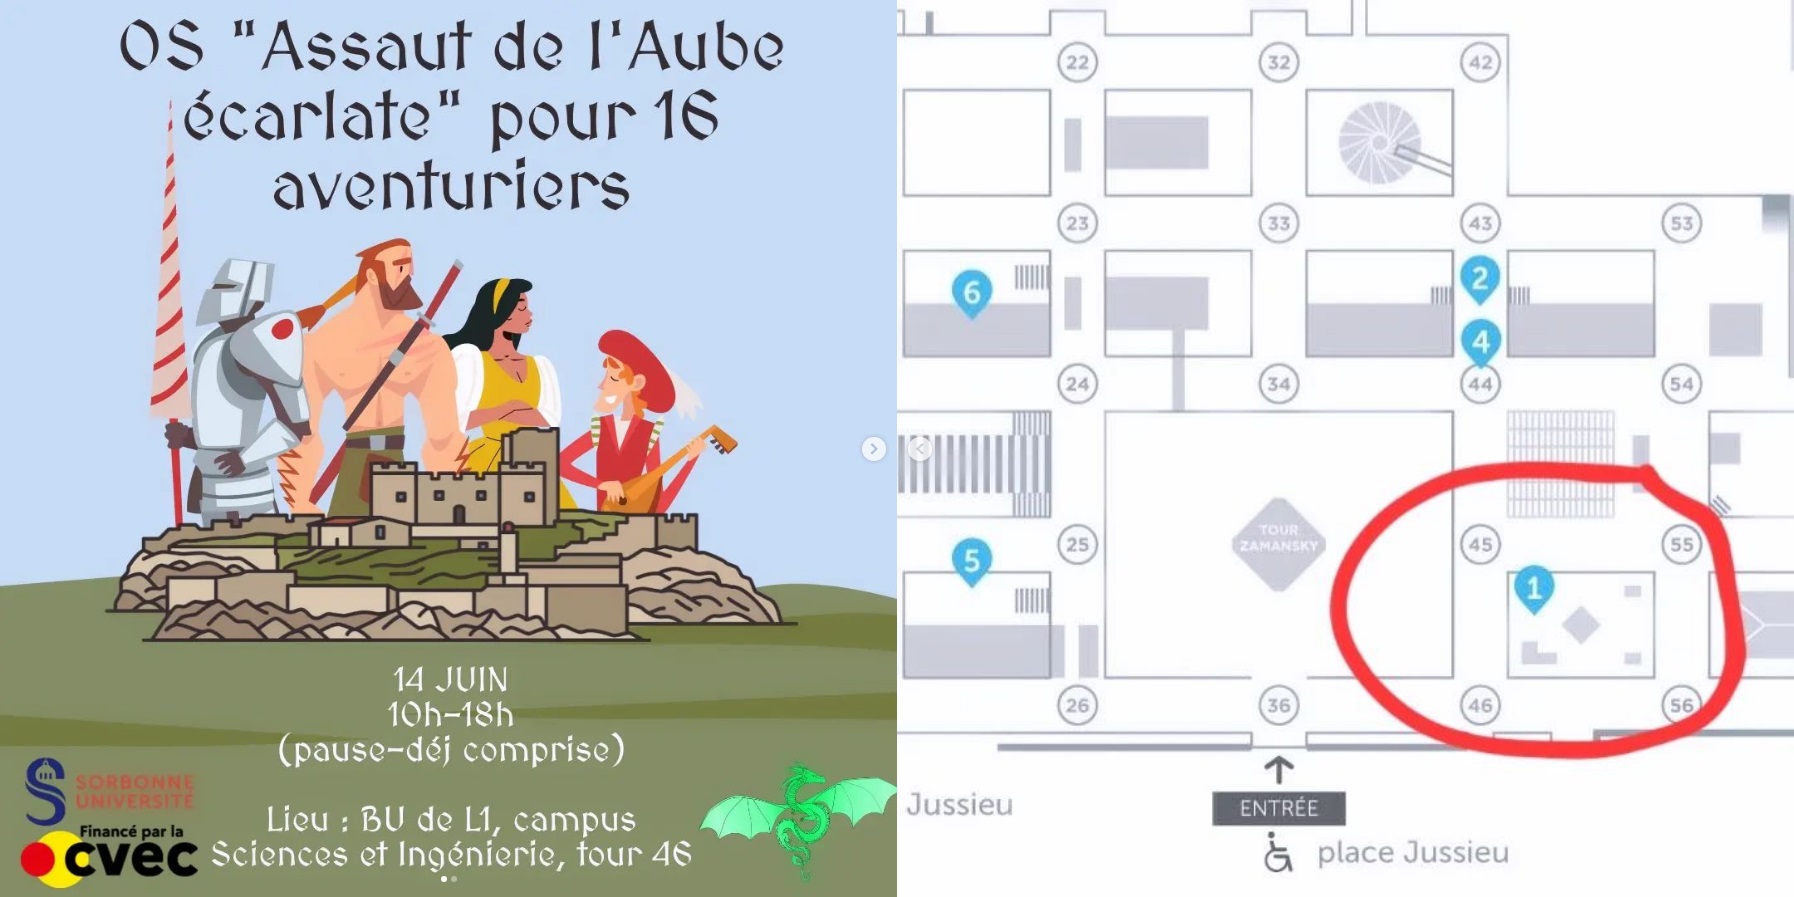 OS "Assaut de l'Aube
écarlate" pour 16
aventuriers
14 JUIN
10h-18h
(pause-déj comprise)
Lieu : BU de L1, campus
Sciences et Ingénierie, tour 46
SORBONNE
UNIVERSITÉ
Financé par la
cvec
22 32 42
23 33 43 53
6 2
4
24 34 44 54
TOUR
ZAMANSKY
25 45 55
5 1
26 36 46 56
Jussieu
ENTRÉE
place Jussieu